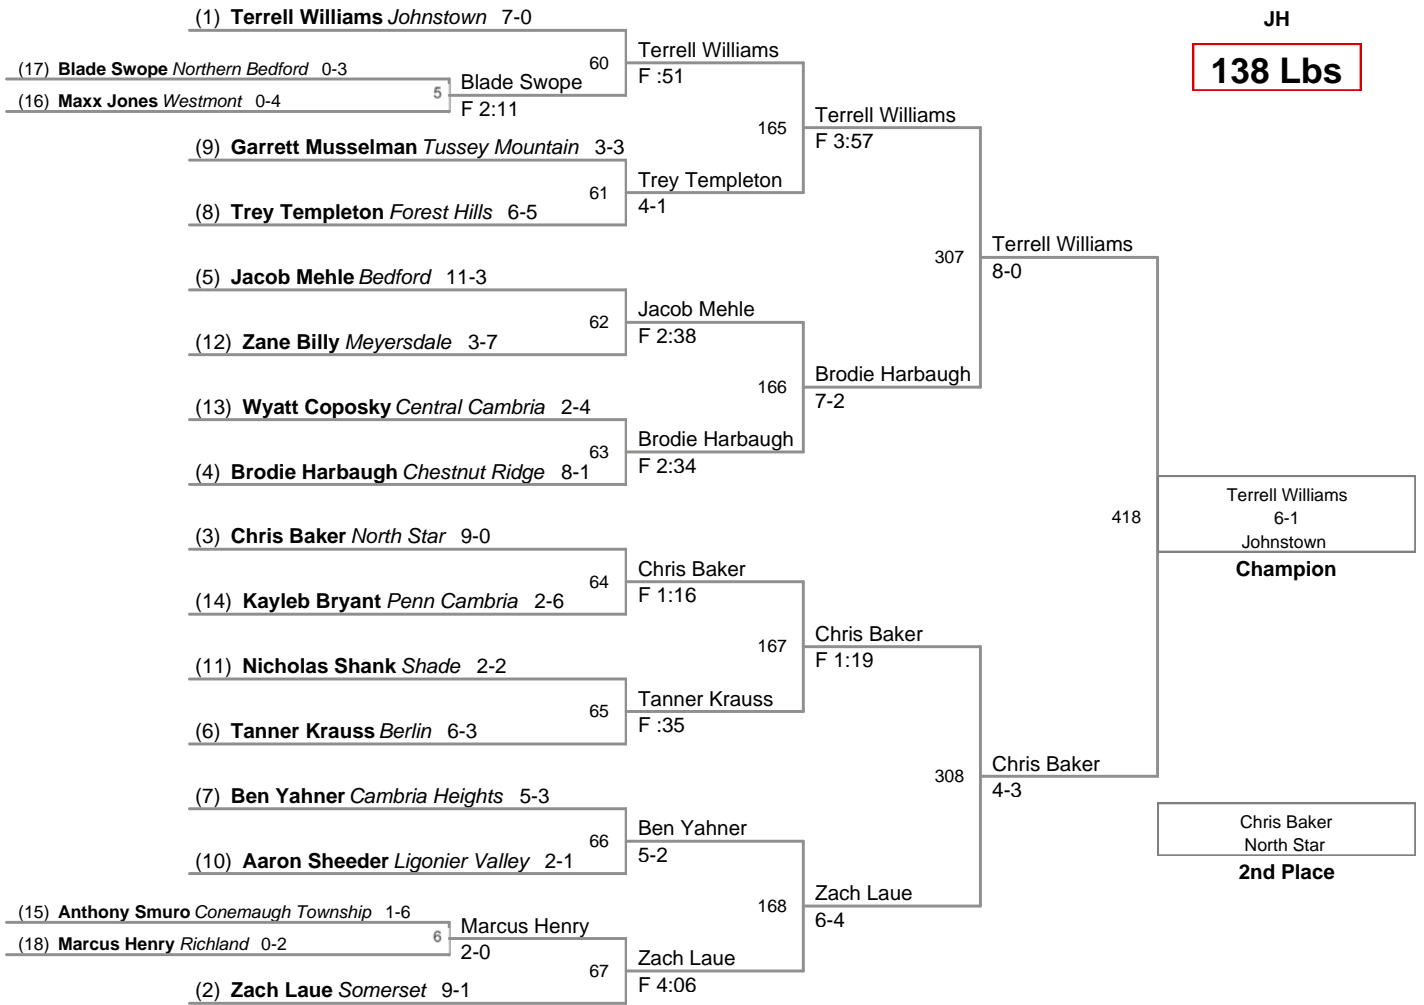 (1) Terrell Williams Johnstown 7-0
JH
138 Lbs
60
Terrell Williams
F :51
(17) Blade Swope Northern Bedford 0-3
(16) Maxx Jones Westmont 0-4
5
Blade Swope
F 2:11
165
Terrell Williams
F 3:57
(9) Garrett Musselman Tussey Mountain 3-3
61
Trey Templeton
4-1
(8) Trey Templeton Forest Hills 6-5
307
Terrell Williams
8-0
(5) Jacob Mehle Bedford 11-3
62
Jacob Mehle
F 2:38
(12) Zane Billy Meyersdale 3-7
166
Brodie Harbaugh
7-2
(13) Wyatt Coposky Central Cambria 2-4
63
Brodie Harbaugh
F 2:34
(4) Brodie Harbaugh Chestnut Ridge 8-1
418
Terrell Williams
6-1
Johnstown
Champion
(3) Chris Baker North Star 9-0
64
Chris Baker
F 1:16
(14) Kayleb Bryant Penn Cambria 2-6
167
Chris Baker
F 1:19
(11) Nicholas Shank Shade 2-2
65
Tanner Krauss
F :35
(6) Tanner Krauss Berlin 6-3
308
Chris Baker
4-3
(7) Ben Yahner Cambria Heights 5-3
66
Ben Yahner
5-2
(10) Aaron Sheeder Ligonier Valley 2-1
Chris Baker
North Star
2nd Place
168
Zach Laue
6-4
(15) Anthony Smuro Conemaugh Township 1-6
(18) Marcus Henry Richland 0-2
6
Marcus Henry
2-0
67
Zach Laue
F 4:06
(2) Zach Laue Somerset 9-1